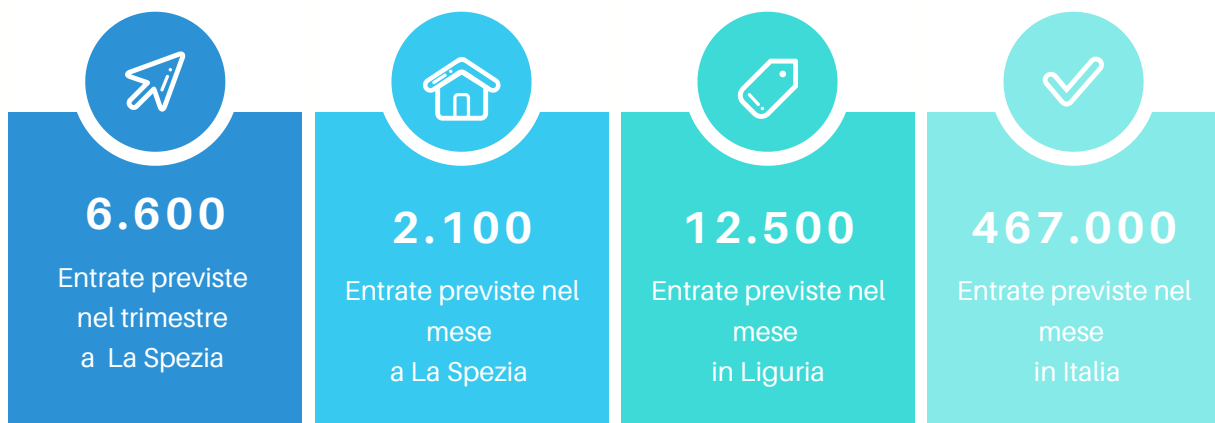 6.600
Entrate previste
nel trimestre
a La Spezia
2.100
Entrate previste nel
mese
a La Spezia
12.500
Entrate previste nel
mese
in Liguria
467.000
Entrate previste nel
mese
in Italia